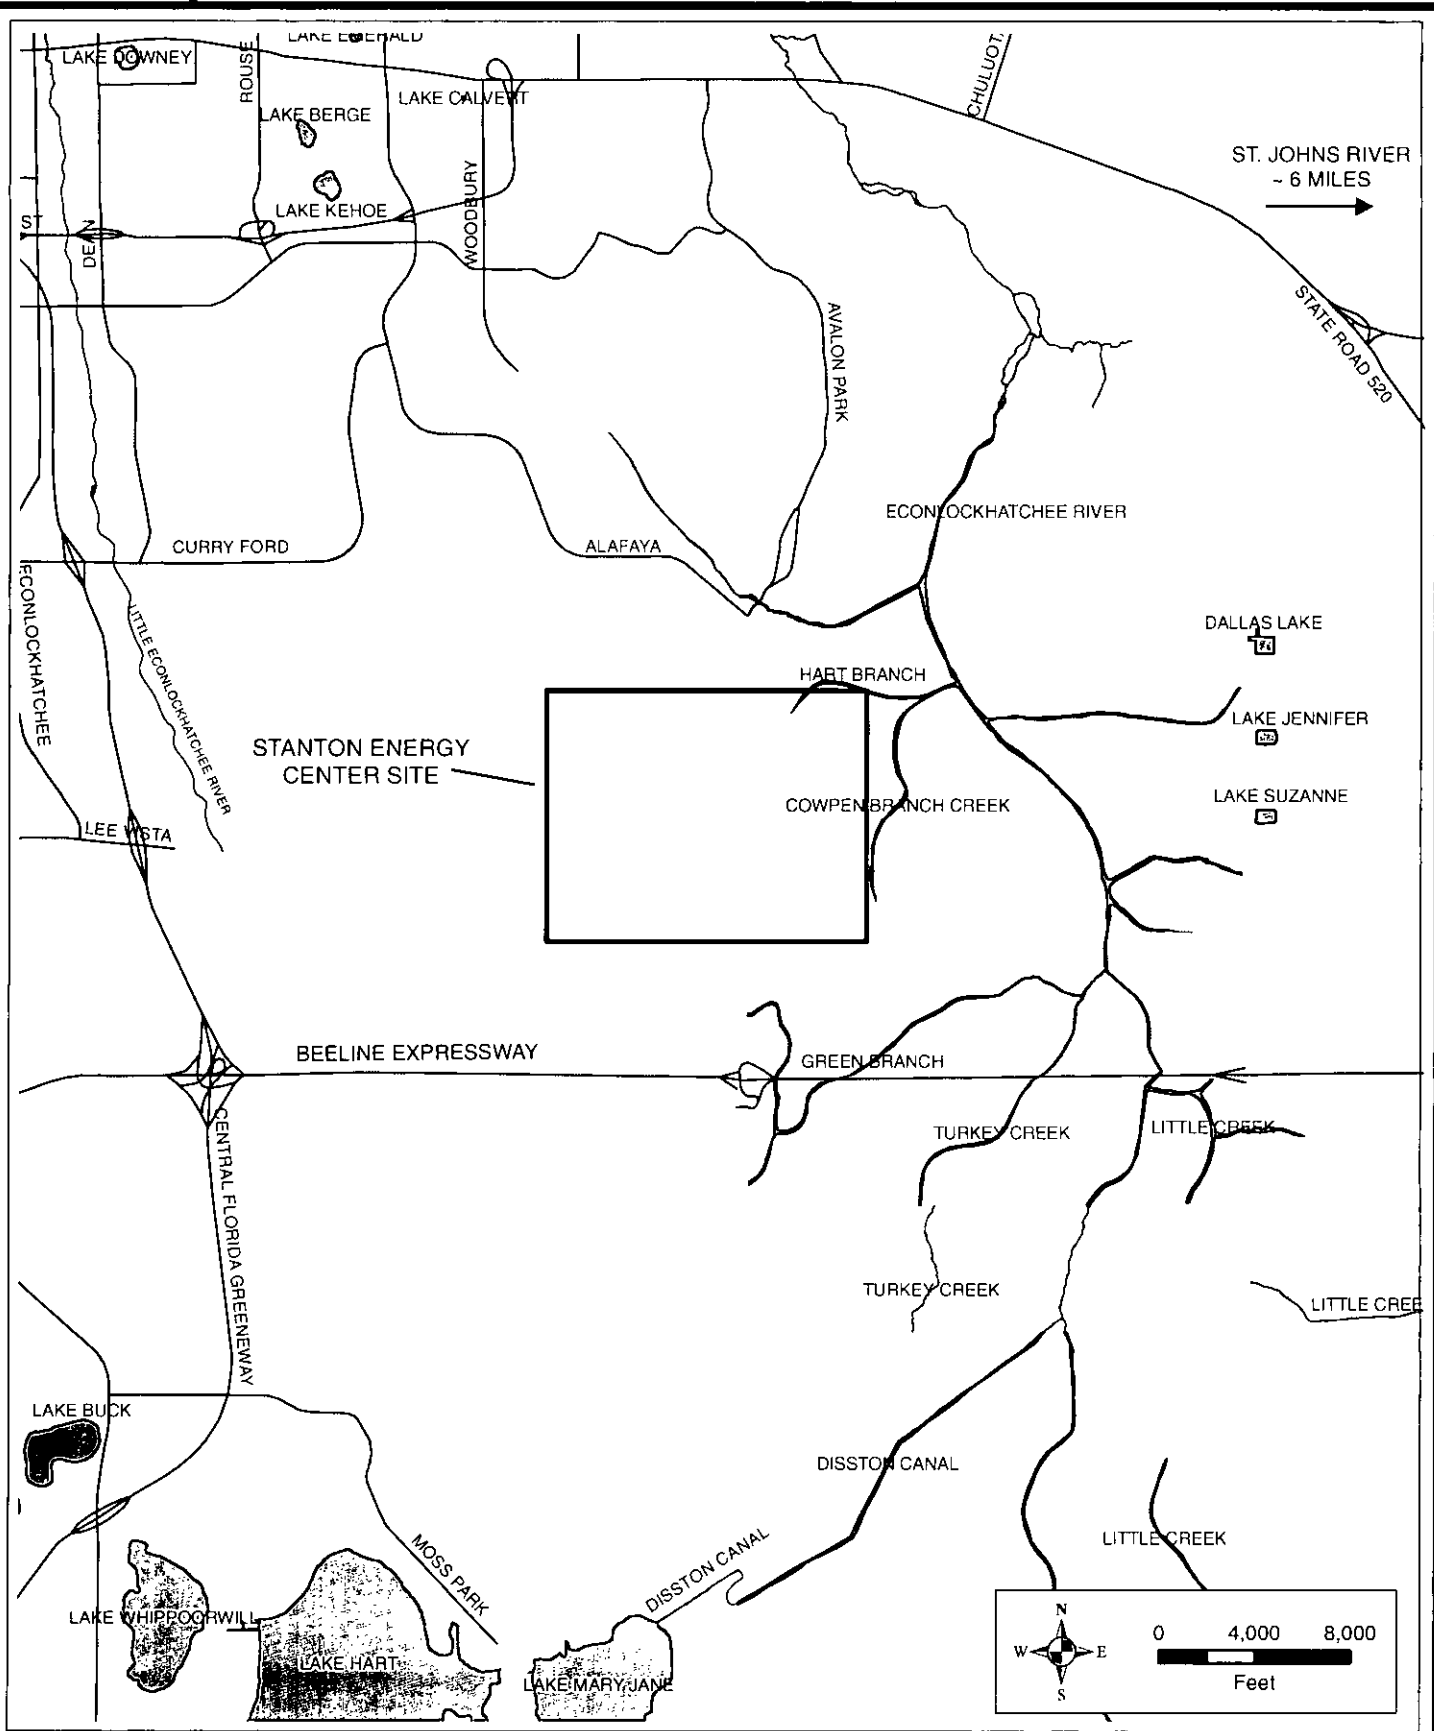 LAKE EMERALD
LAKE DOWNEY
ROUSE
LAKE CALVERT
CHULUOT
LAKE BERGE
ST. JOHNS RIVER
~ 6 MILES
WOODBURY
LAKE KEHOE
ST
DEAN
STATE ROAD 520
AVALON PARK
ECONLOCKHATCHEE RIVER
CURRY FORD
ALAFAYA
ECONLOCKHATCHEE
LITTLE ECONLOCKHATCHEE RIVER
DALLAS LAKE
HART BRANCH
LAKE JENNIFER
STANTON ENERGY
CENTER SITE
COWPEN BRANCH CREEK
LAKE SUZANNE
LEE VISTA
BEELINE EXPRESSWAY
GREEN BRANCH
CENTRAL FLORIDA GREENEWAY
TURKEY CREEK
LITTLE CREEK
TURKEY CREEK
LITTLE CREE
LAKE BUCK
DISSTON CANAL
MOSS PARK
DISSTON CANAL
LITTLE CREEK
LAKE WHIPPOORWILL
LAKE HART
LAKE MARY JANE
N
W E
S
0 4,000 8,000
Feet